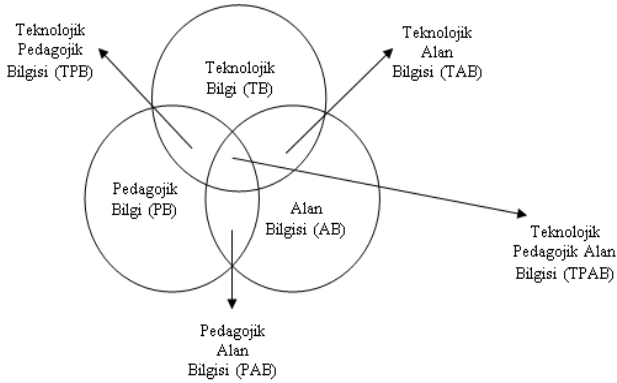 Teknolojik
Pedagojik
Bilgisi (TPB)
Teknolojik
Bilgi (TB)
Teknolojik
Alan
Bilgisi (TAB)
Pedagojik
Bilgi (PB)
Alan
Bilgisi (AB)
Teknolojik
Pedagojik Alan
Bilgisi (TPAB)
Pedagojik
Alan
Bilgisi (PAB)